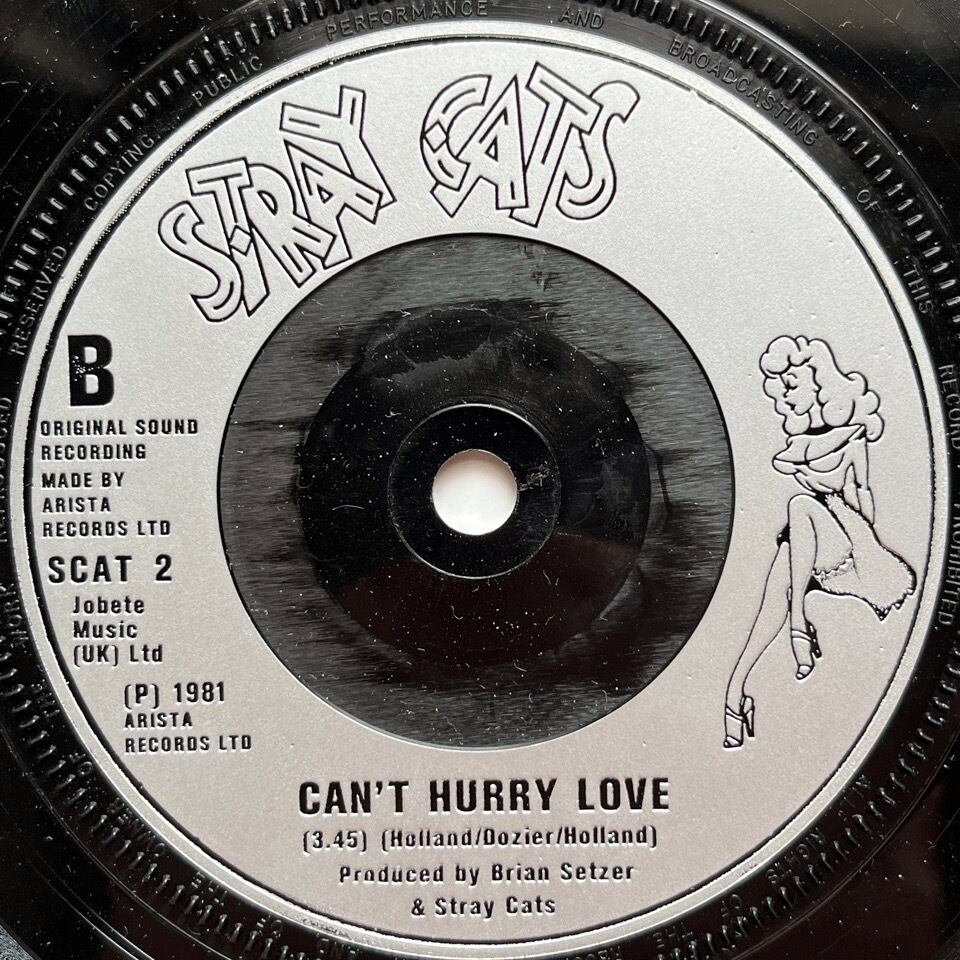 RESERVED COPYING PUBLIC PERFORMANCE AND BROADCASTING OF THIS RECORD PROHIBITED
STRAY CATS
B
ORIGINAL SOUND
RECORDING
MADE BY
ARISTA
RECORDS LTD
SCAT 2
Jobete
Music
(UK) Ltd
(P) 1981
ARISTA
RECORDS LTD
CAN'T HURRY LOVE
(3.45) (Holland/Dozier/Holland)
Produced by Brian Setzer
& Stray Cats